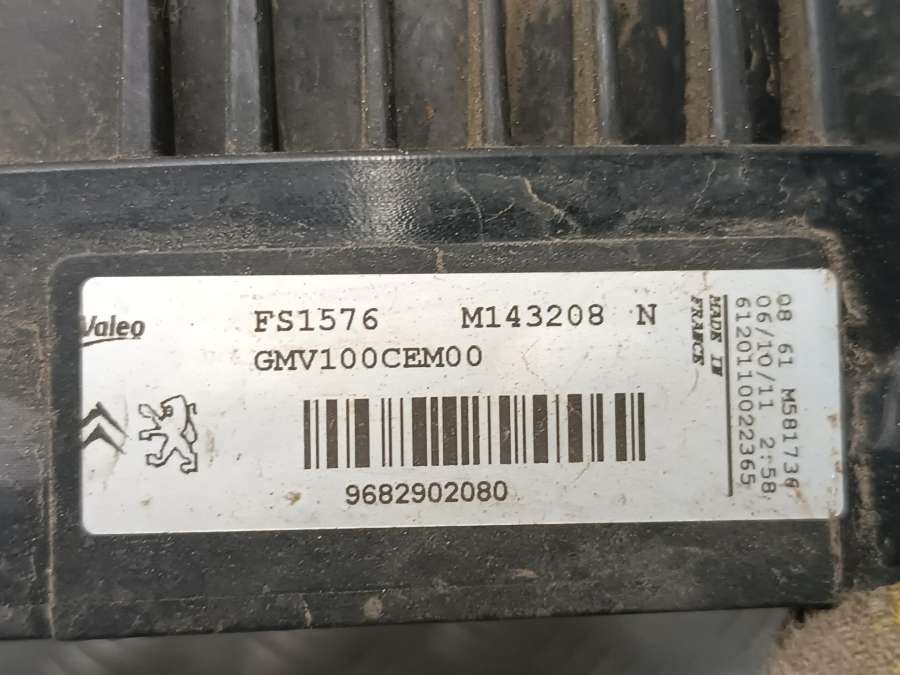 Valeo
FS1576 M143208 N
GMV100CEM00
9682902080
MADE IN
FRANCE
08 61 M581736
06/10/11 2:58
6120110022365